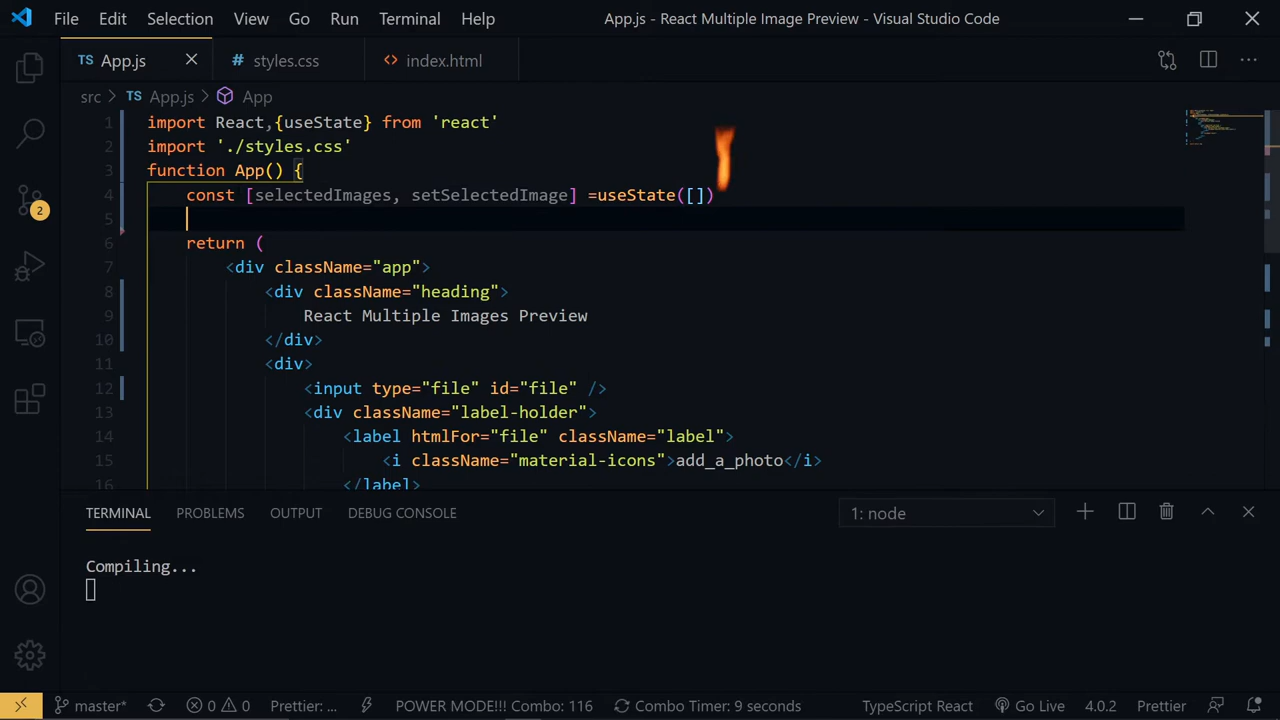 File Edit Selection View Go Run Terminal Help App.js - React Multiple Image Preview - Visual Studio Code
TS App.js # styles.css <> index.html
src > TS App.js > App
1 import React,{useState} from 'react'
2 import './styles.css'
3 function App() {
4 const [selectedImages, setSelectedImage] =useState([])
5
6 return (
7 <div className="app">
8 <div className="heading">
9 React Multiple Images Preview
10 </div>
11 <div>
12 <input type="file" id="file" />
13 <div className="label-holder">
14 <label htmlFor="file" className="label">
15 <i className="material-icons">add_a_photo</i>
16 </label>
2
TERMINAL PROBLEMS OUTPUT DEBUG CONSOLE 1: node
Compiling...
master* 0 0 Prettier: ... POWER MODE!!! Combo: 116 Combo Timer: 9 seconds TypeScript React Go Live 4.0.2 Prettier